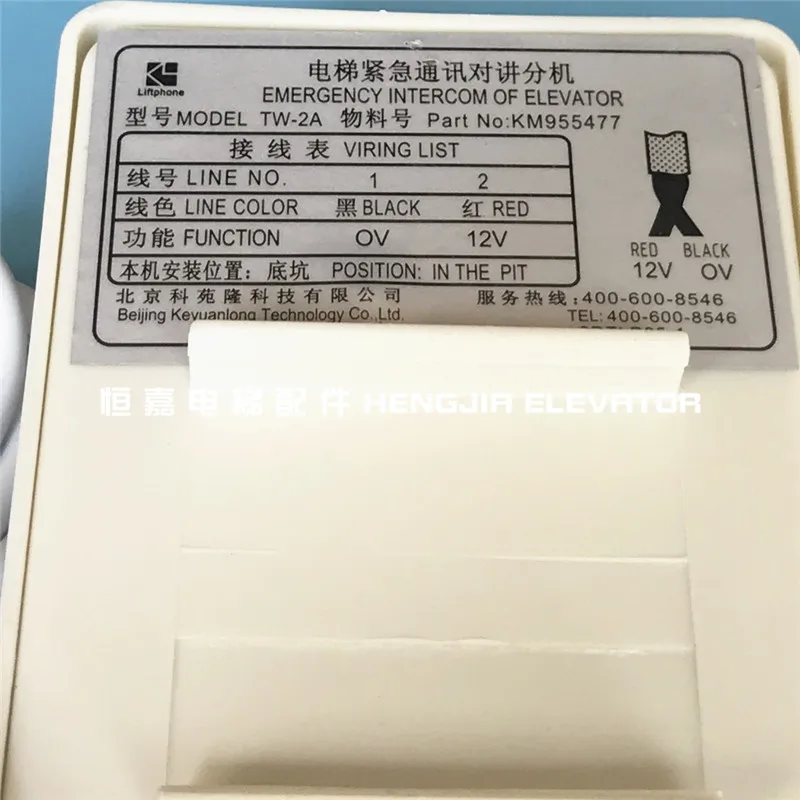 Liftphone
电梯紧急通讯对讲分机
EMERGENCY INTERCOM OF ELEVATOR
型号 MODEL TW-2A 物料号 Part No:KM955477
接线表 VIRING LIST
线号 LINE NO. 1 2
线色 LINE COLOR 黑 BLACK 红 RED
功能 FUNCTION OV 12V
本机安装位置：底坑 POSITION: IN THE PIT
RED BLACK
12V OV
北京科苑隆科技有限公司 服务热线:400-600-8546
Beijing Keyuanlong Technology Co.,Ltd. TEL: 400-600-8546
恒嘉电梯配件 HENGJIA ELEVATOR